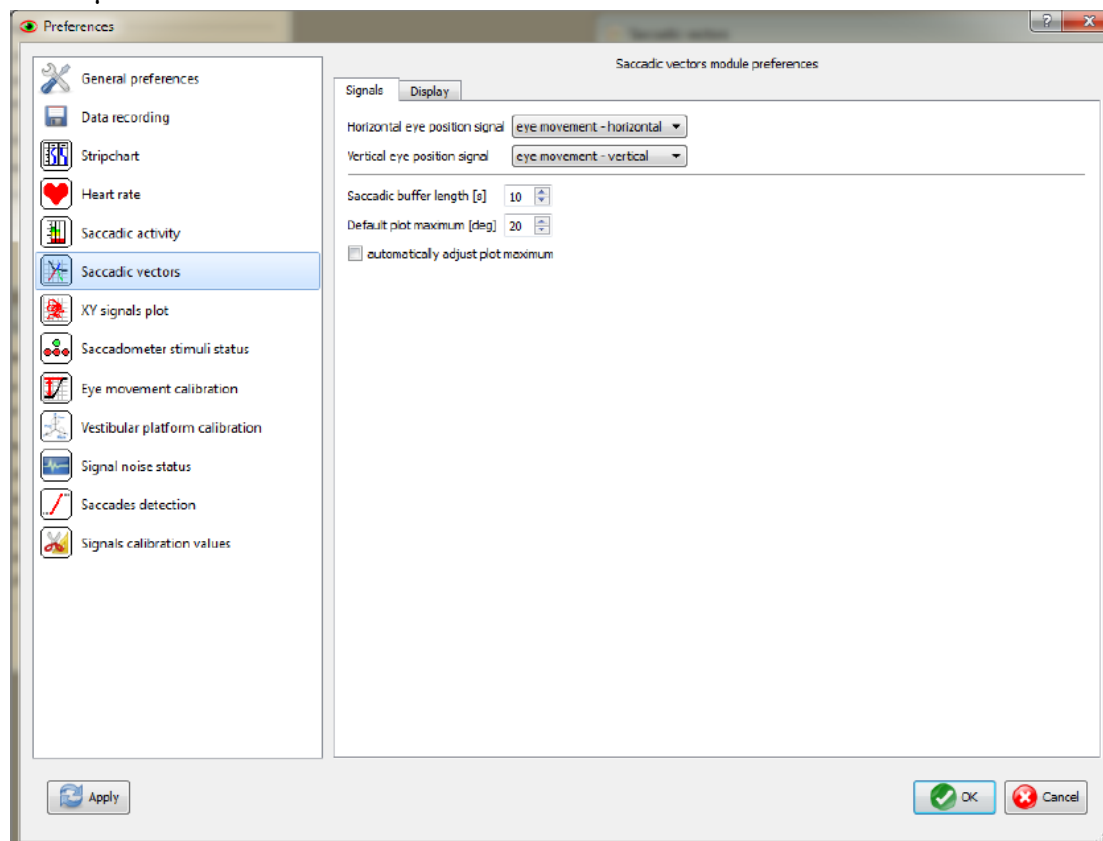 Preferences
Saccadic vectors
General preferences
Data recording
Stripchart
Heart rate
Saccadic activity
Saccadic vectors
XY signals plot
Saccadometer stimuli status
Eye movement calibration
Vestibular platform calibration
Signal noise status
Saccades detection
Signals calibration values
Saccadic vectors module preferences
Signals Display
Horizontal eye position signal eye movement - horizontal
Vertical eye position signal eye movement - vertical
Saccadic buffer length [s] 10
Default plot maximum [deg] 20
automatically adjust plot maximum
Apply
OK Cancel